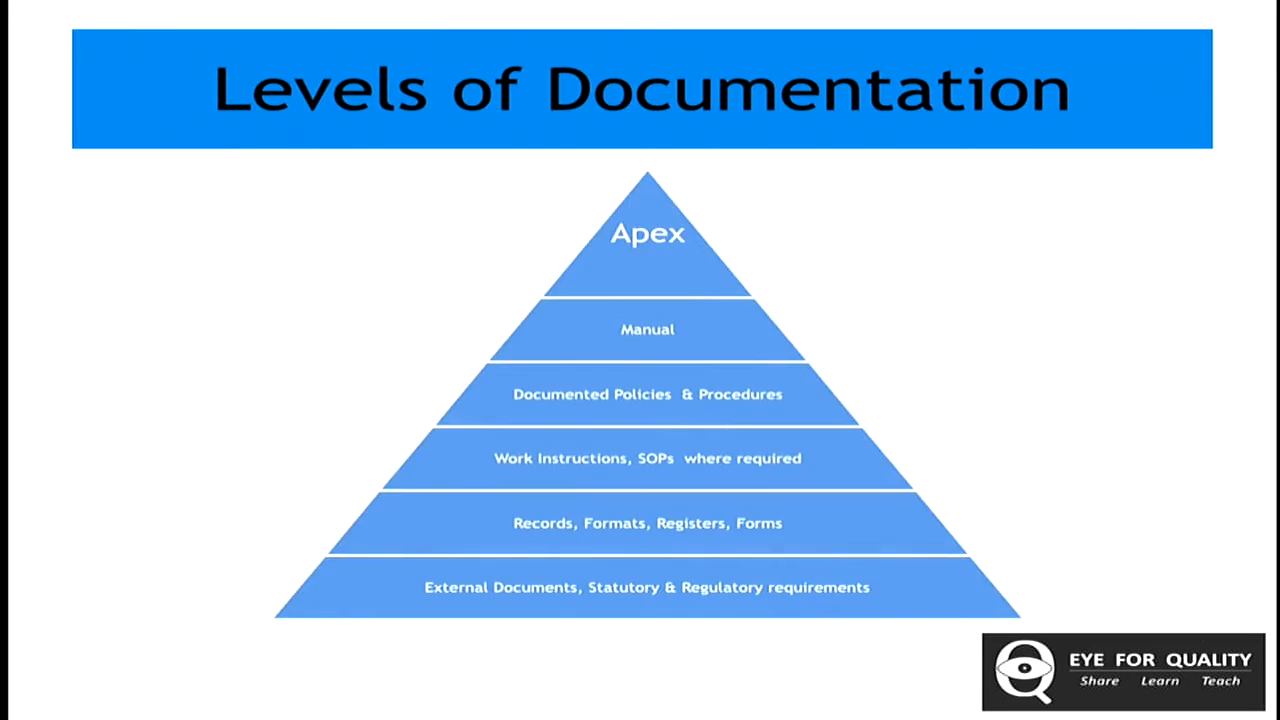 Levels of Documentation
Apex
Manual
Documented Policies & Procedures
Work Instructions, SOPs where required
Records, Formats, Registers, Forms
External Documents, Statutory & Regulatory requirements
EYE FOR QUALITY
Share Learn Teach